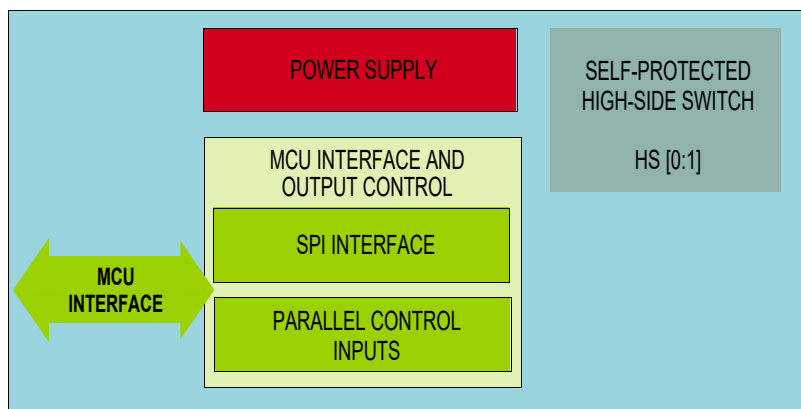 POWER SUPPLY
SELF-PROTECTED
HIGH-SIDE SWITCH
HS [0:1]
MCU INTERFACE AND
OUTPUT CONTROL
SPI INTERFACE
MCU
INTERFACE
PARALLEL CONTROL
INPUTS